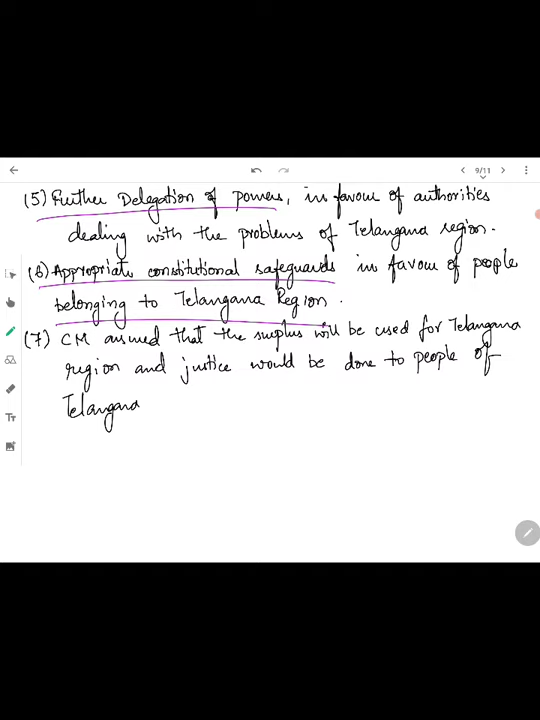 9/11
(5) Further Delegation of powers, in favour of authorities
dealing with the problems of Telangana region.
(6) Appropriate constitutional safeguards in favour of people
belonging to Telangana Region.
(7) CM assured that the surplus will be used for Telangana
region and justice would be done to people of
Telangana
Tт